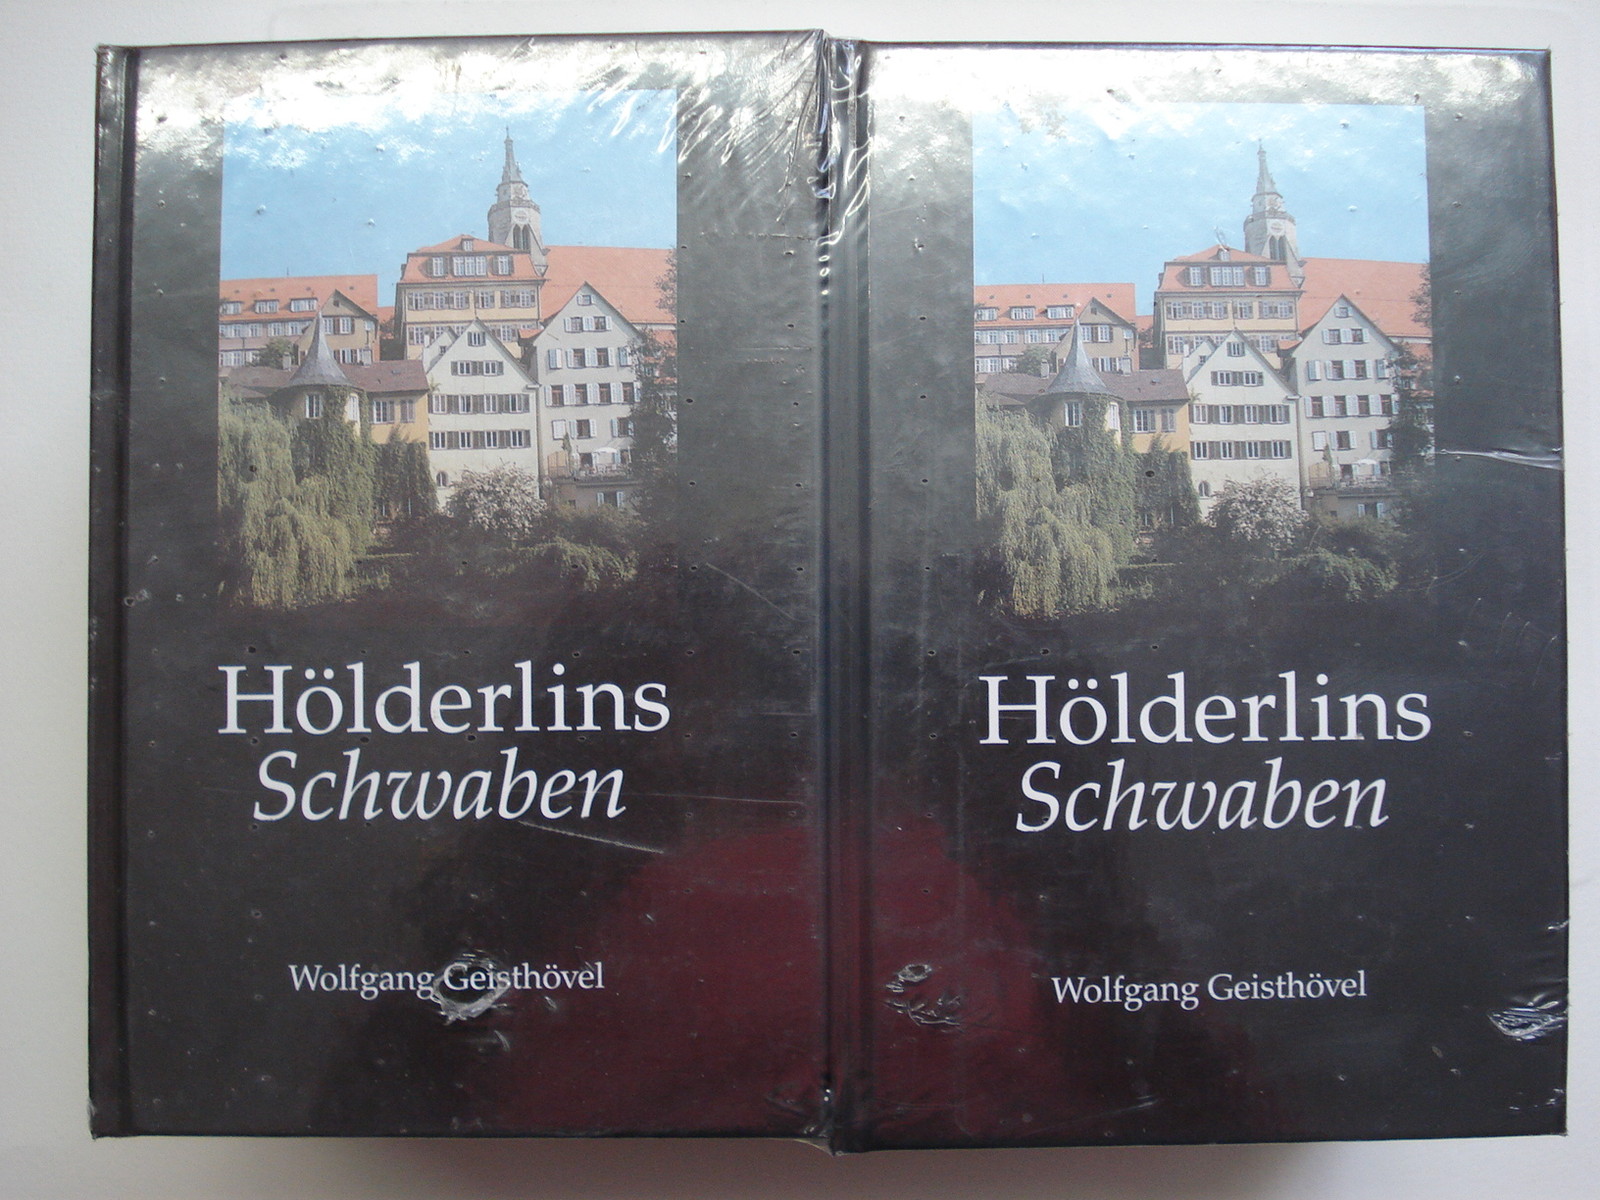 Hölderlins
Schwaben
Wolfgang Geisthövel
Hölderlins
Schwaben
Wolfgang Geisthövel